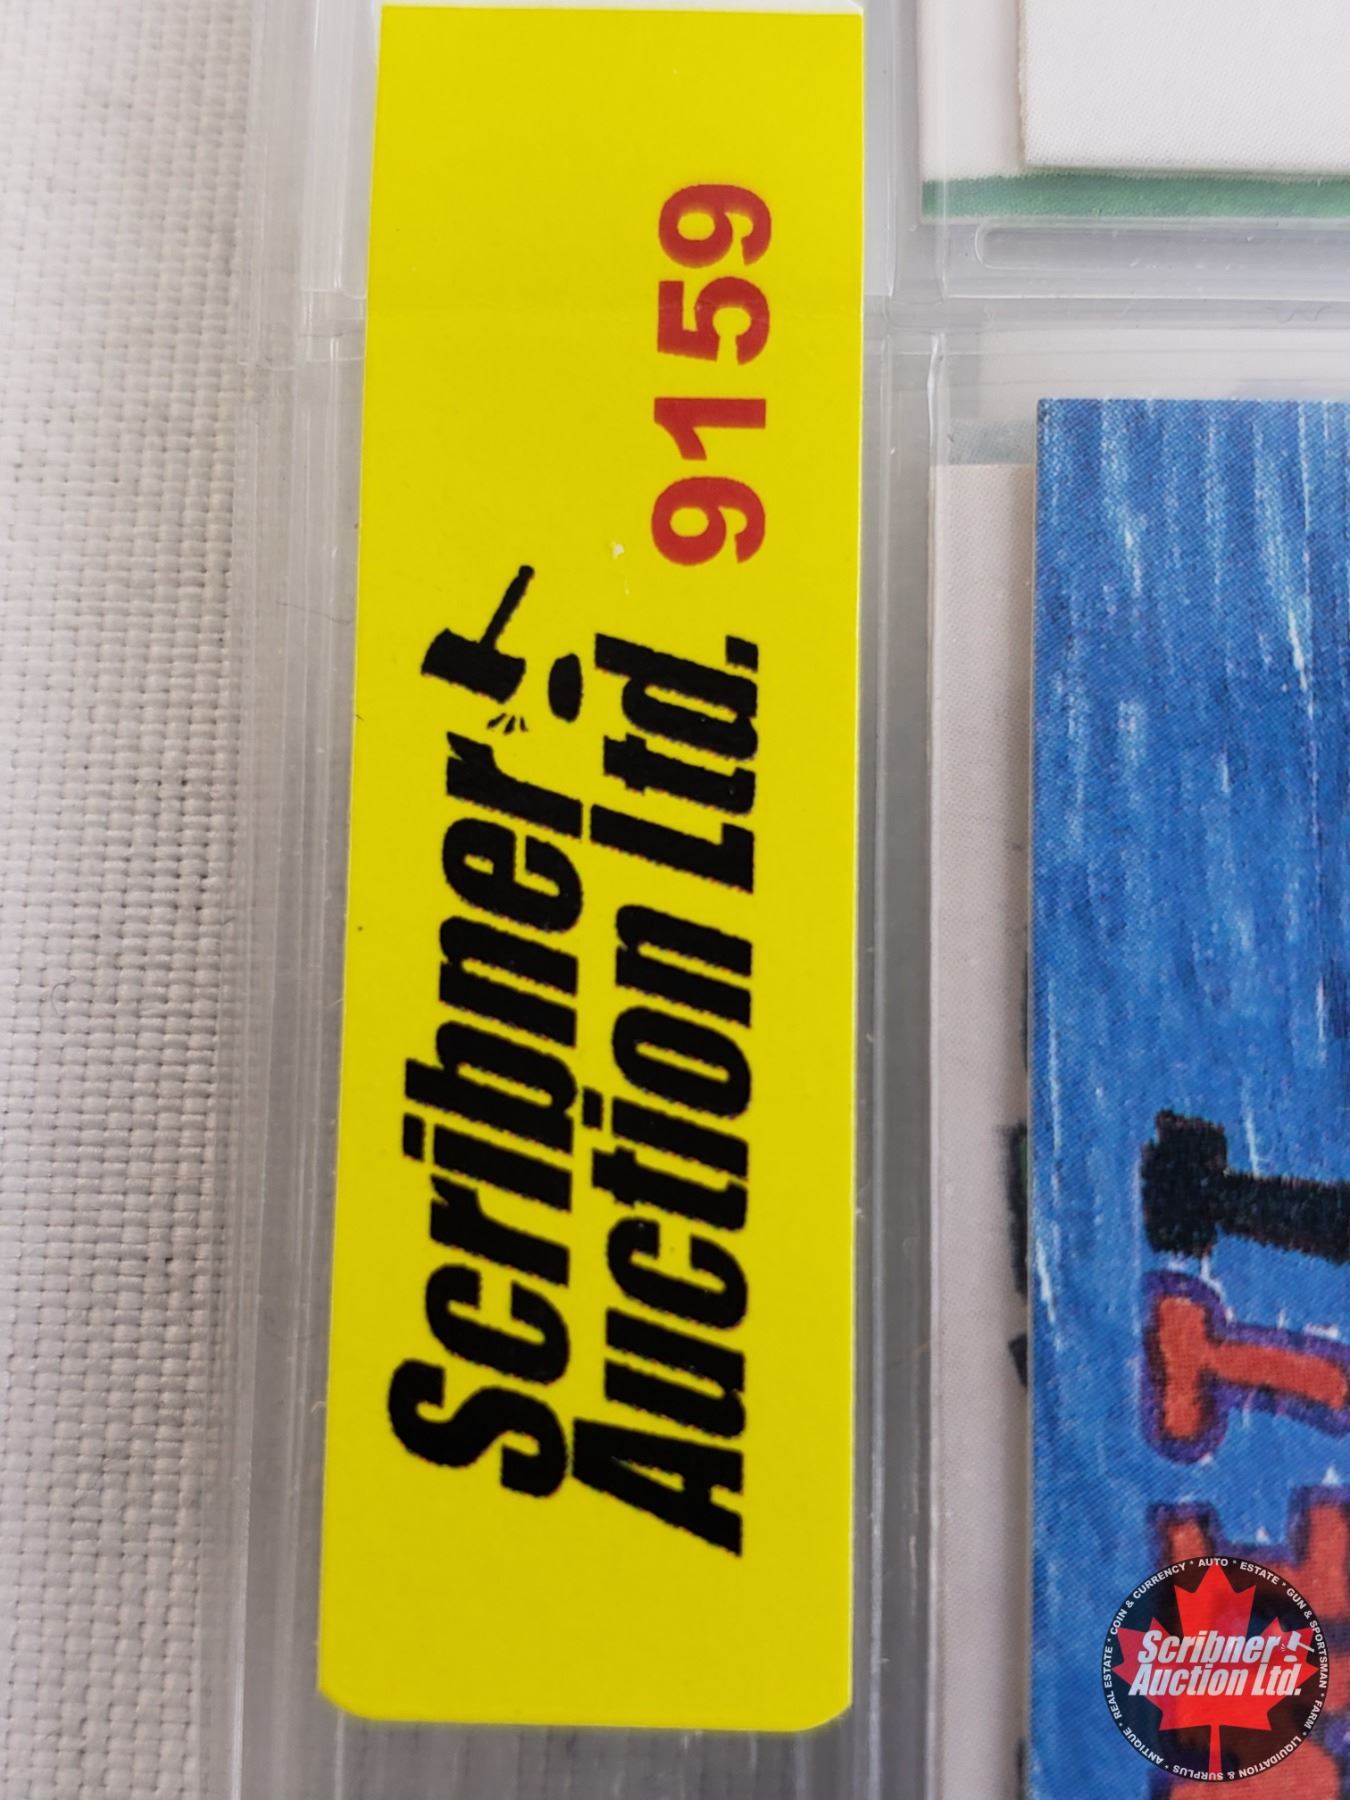 Scribner
Auction Ltd. 9159
COIN & CURRENCY * AUTO * ESTATE * GUN & SPORTSMAN * FARM * LIQUIDATION & SURPLUS * ANTIQUE * REAL ESTATE *
Scribner
Auction Ltd.